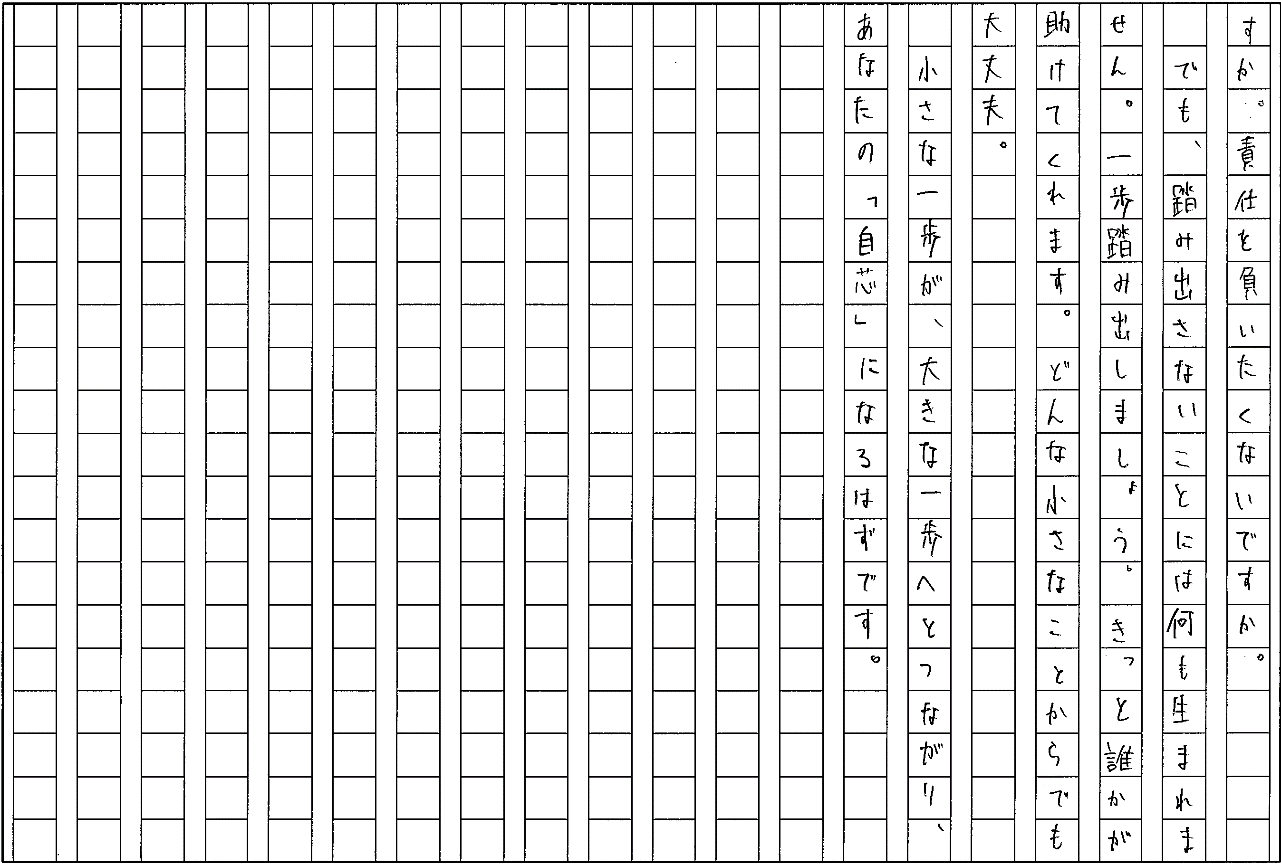 すか。責任を負いたくないですか。
　でも、踏み出さないことには何も生まれま
せん。一歩踏み出しましょう。きっと誰かが
助けてくれます。どんな小さなことからでも
大丈夫。
　小さな一歩が、大きな一歩へとつながり、
あなたの「自芯」になるはずです。